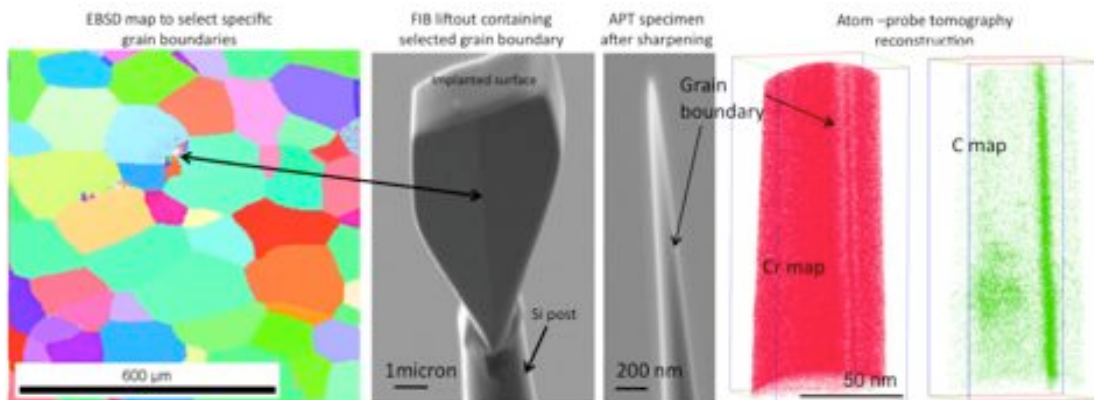 EBSD map to select specific
grain boundaries
FIB liftout containing
selected grain boundary
APT specimen
after sharpening
Atom –probe tomography
reconstruction
Implanted surface
Grain
boundary
C map
Cr map
Si post
600 µm
1micron
200 nm
50 nm